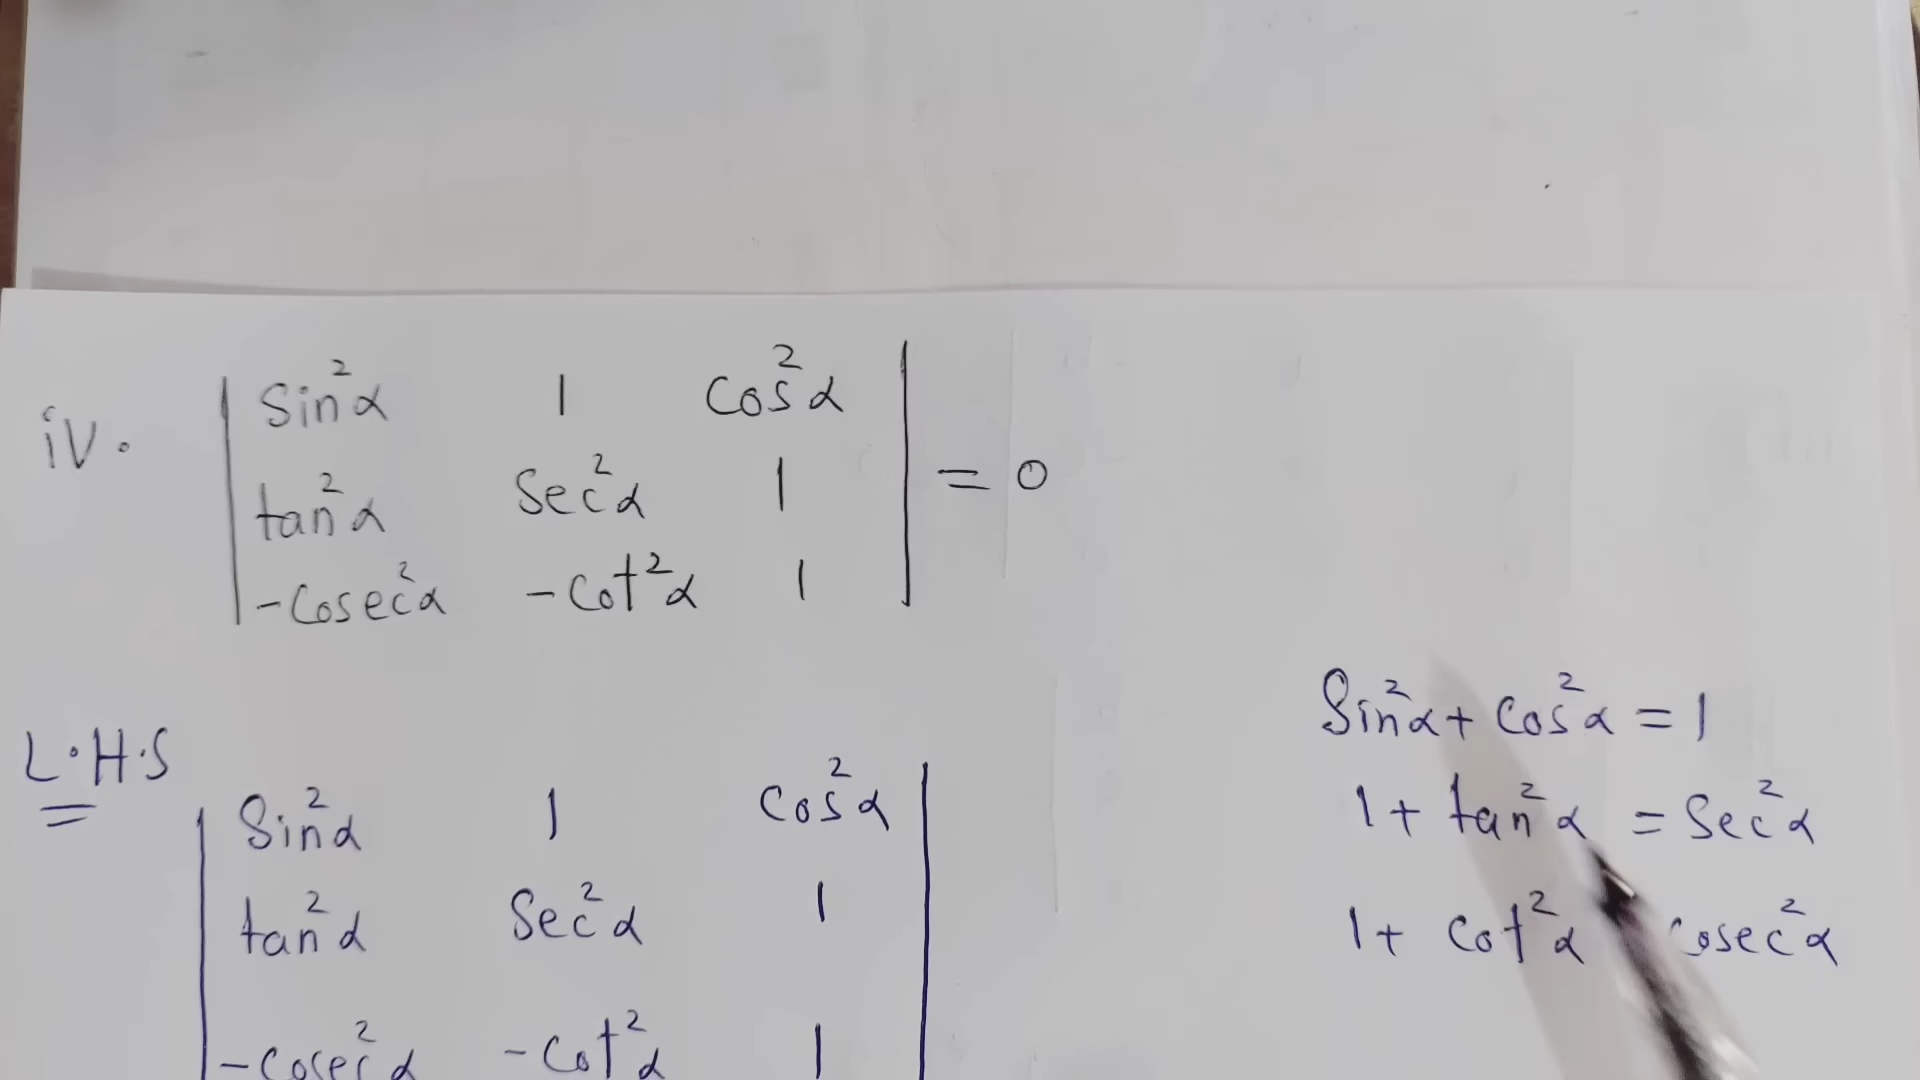 iv. | sin²α 1 cos²α |
| tan²α sec²α 1 | = 0
| -cosec²α -cot²α 1 |
L.H.S
| Sin²α 1 cos²α |
| tan²α Sec²α 1 |
| -cosec²α -cot²α 1 |
Sin²α + cos²α = 1
1 + tan²α = Sec²α
1 + cot²α cosec²α